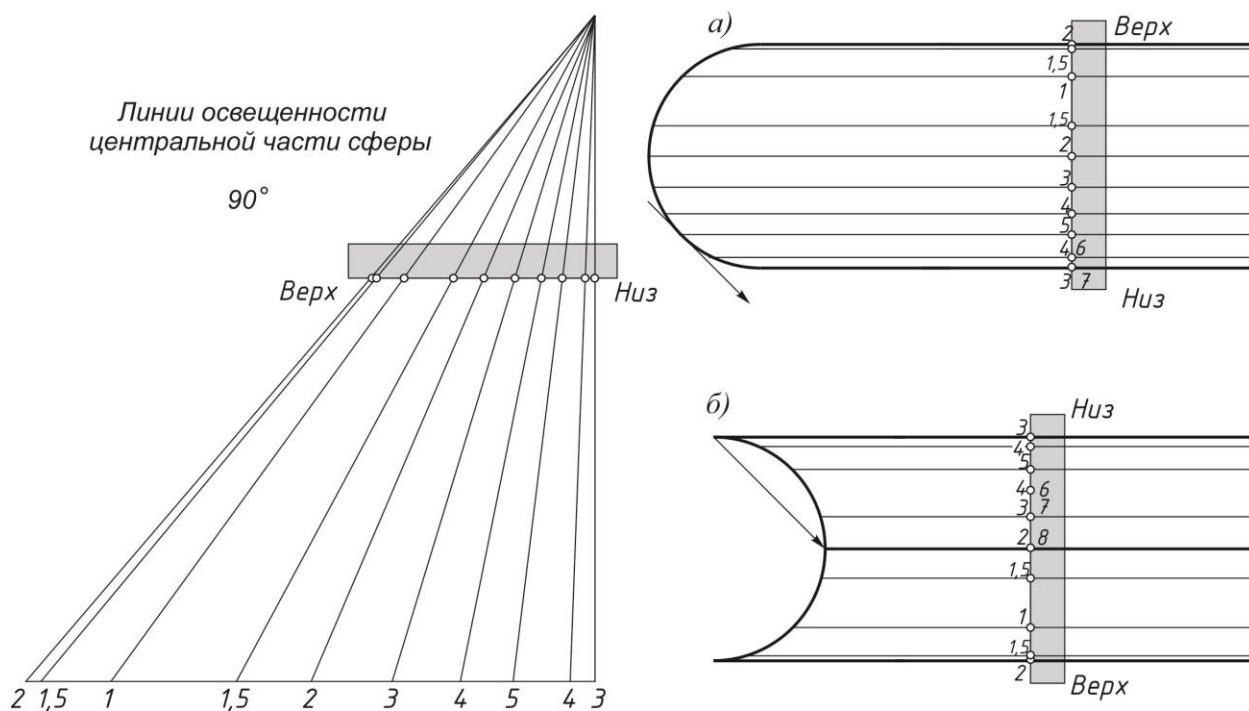 Линии освещенности
центральной части сферы
90°
Верх
Низ
2 1,5 1 1,5 2 3 4 5 4 3
а)
2
Верх
1,5
1
1,5
2
3
4
5
4 6
3 7
Низ
б)
Низ
3
4
5
4 6
3 7
2 8
1,5
1
1,5
2
Верх